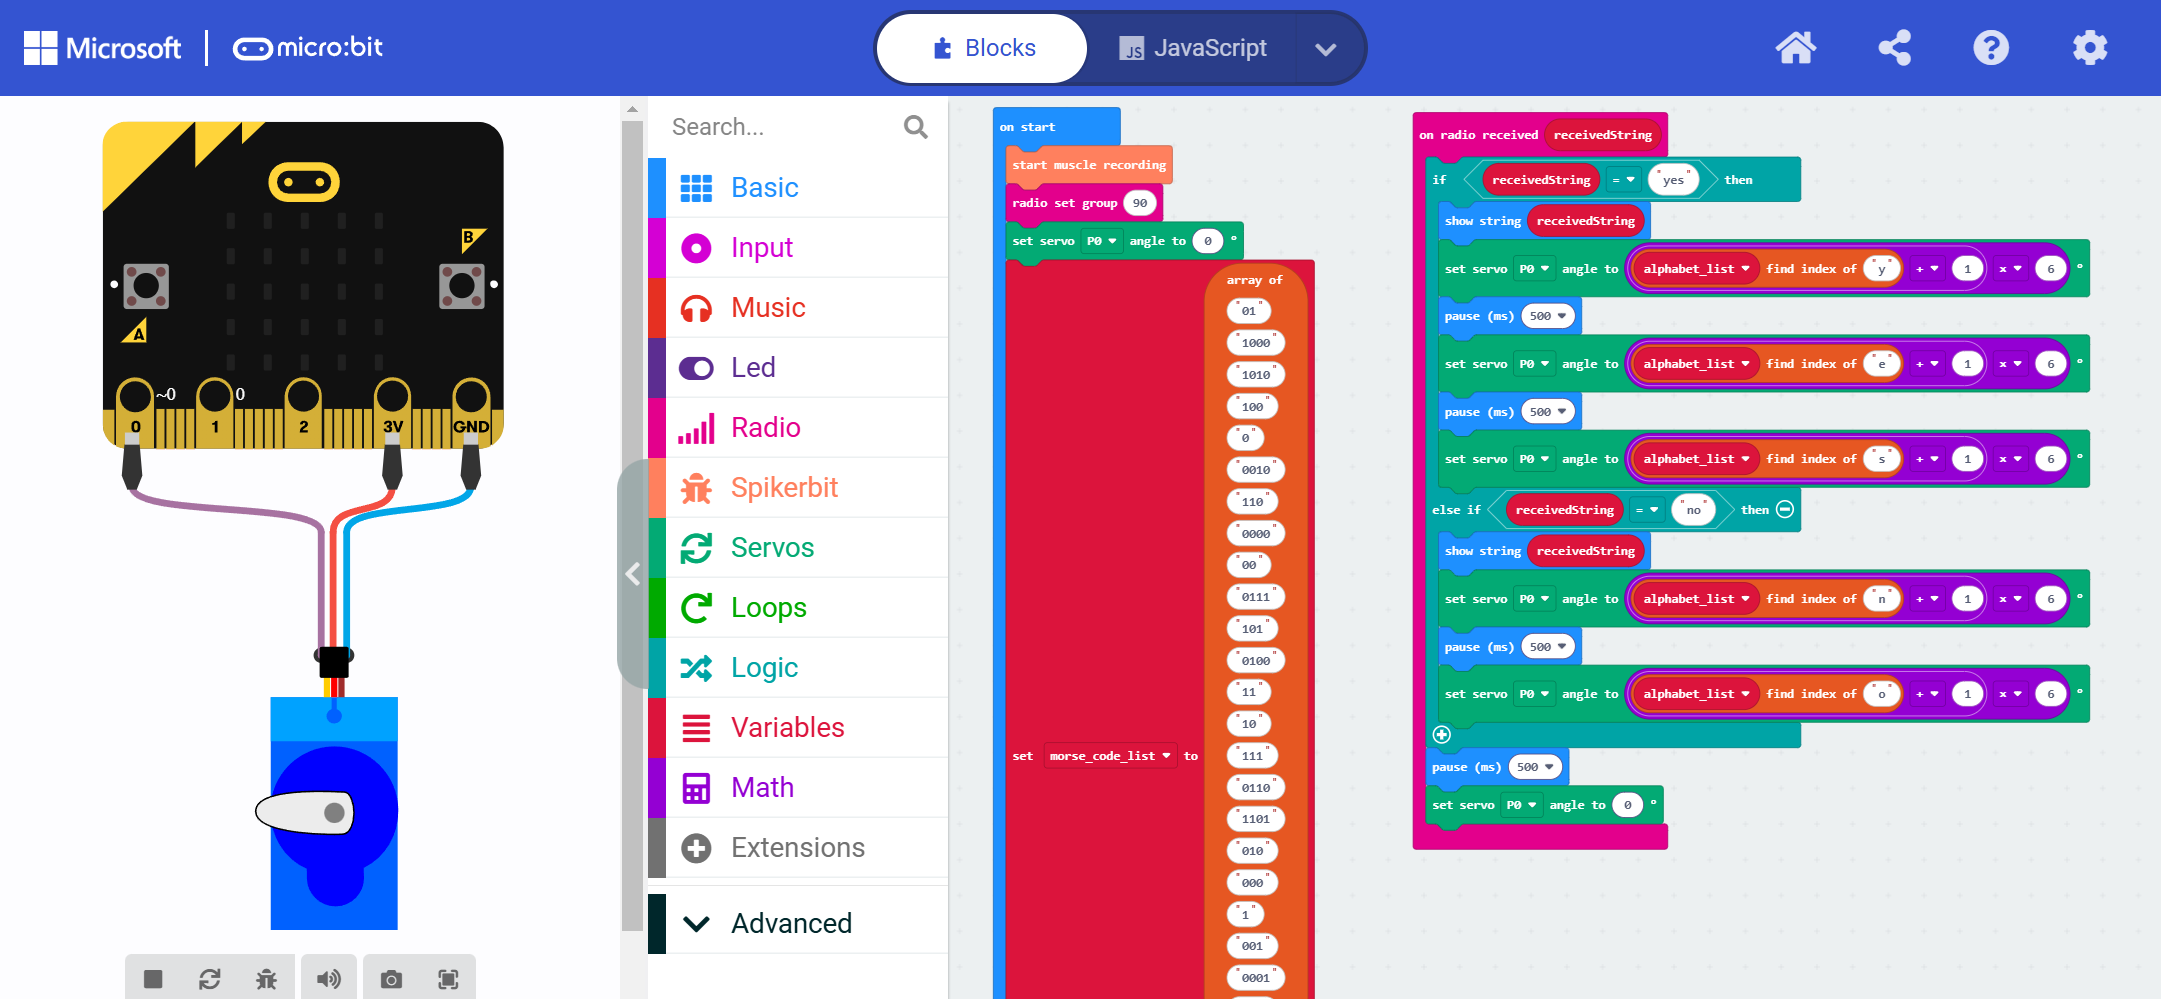 Microsoft
micro:bit
Blocks
JS JavaScript
B
A
~0
0
0
1
2
3V
GND
Search...
Basic
Input
Music
Led
Radio
Spikerbit
Servos
Loops
Logic
Variables
Math
Extensions
Advanced
on start
start muscle recording
radio set group 90
set servo P0 angle to 0 °
set morse_code_list to
array of
"01"
"1000"
"1010"
"100"
"0"
"0010"
"110"
"0000"
"00"
"0111"
"101"
"0100"
"11"
"10"
"111"
"0110"
"1101"
"010"
"000"
"1"
"001"
"0001"
on radio received receivedString
if receivedString = "yes" then
show string receivedString
set servo P0 angle to alphabet_list find index of "y" + 1 x 6 °
pause (ms) 500
set servo P0 angle to alphabet_list find index of "e" + 1 x 6 °
pause (ms) 500
set servo P0 angle to alphabet_list find index of "s" + 1 x 6 °
else if receivedString = "no" then
show string receivedString
set servo P0 angle to alphabet_list find index of "n" + 1 x 6 °
pause (ms) 500
set servo P0 angle to alphabet_list find index of "o" + 1 x 6 °
pause (ms) 500
set servo P0 angle to 0 °